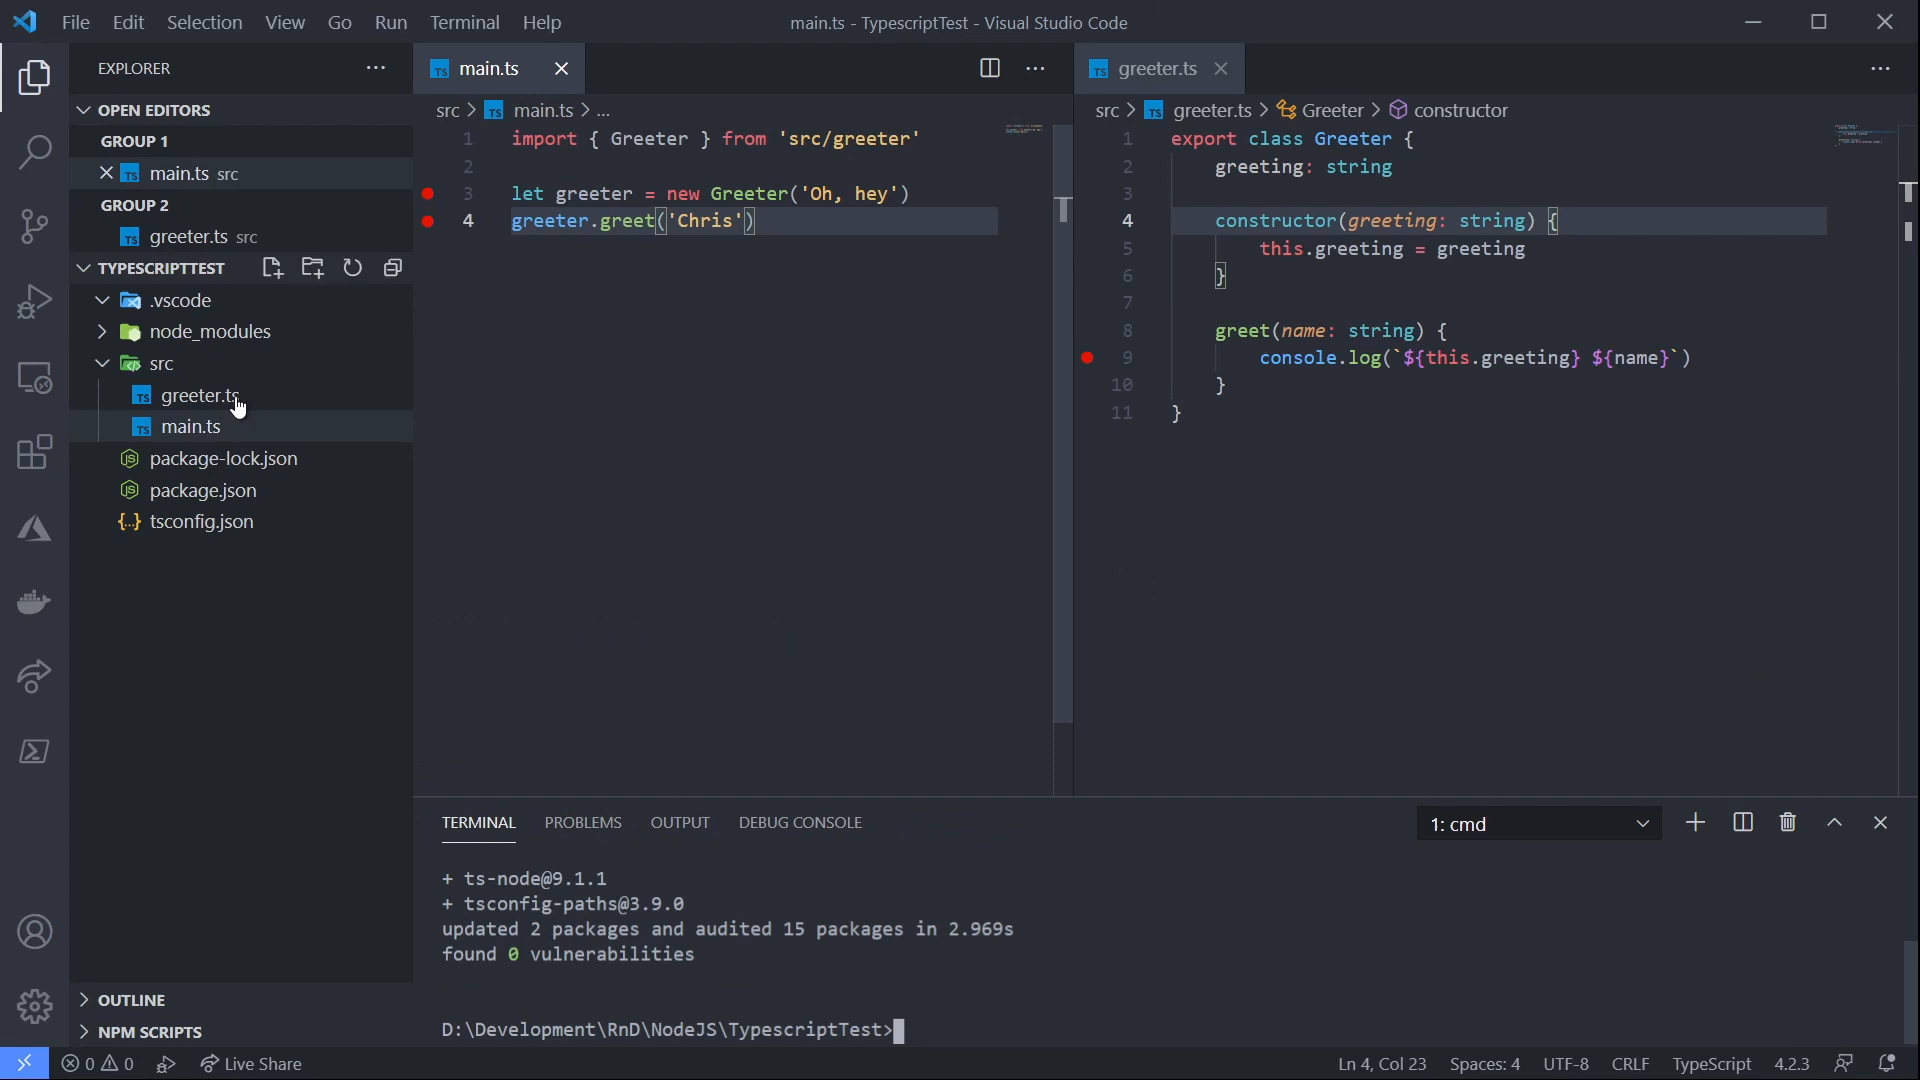 File Edit Selection View Go Run Terminal Help
main.ts - TypescriptTest - Visual Studio Code
EXPLORER
OPEN EDITORS
GROUP 1
main.ts src
GROUP 2
greeter.ts src
TYPESCRIPTTEST
.vscode
node_modules
src
greeter.ts
main.ts
package-lock.json
package.json
tsconfig.json
OUTLINE
NPM SCRIPTS
main.ts
src > main.ts > ...
1 import { Greeter } from 'src/greeter'
2
3 let greeter = new Greeter('Oh, hey')
4 greeter.greet('Chris')
greeter.ts
src > greeter.ts > Greeter > constructor
1 export class Greeter {
2 greeting: string
3
4 constructor(greeting: string) {
5 this.greeting = greeting
6 }
7
8 greet(name: string) {
9 console.log(`${this.greeting} ${name}`)
10 }
11 }
TERMINAL PROBLEMS OUTPUT DEBUG CONSOLE
1: cmd
+ ts-node@9.1.1
+ tsconfig-paths@3.9.0
updated 2 packages and audited 15 packages in 2.969s
found 0 vulnerabilities
D:\Development\RnD\NodeJS\TypescriptTest>
0 0 Live Share
Ln 4, Col 23 Spaces: 4 UTF-8 CRLF TypeScript 4.2.3